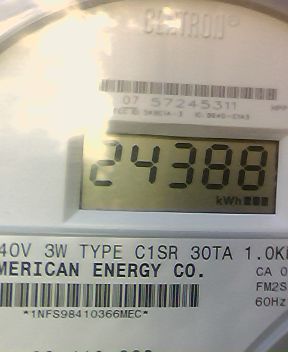 CENTRON®
07 57245311
24388
kWh
40V 3W TYPE C1SR 30TA 1.0K
MERICAN ENERGY CO.
CA 0
FM2S
60Hz
*1NFS98410366MEC*